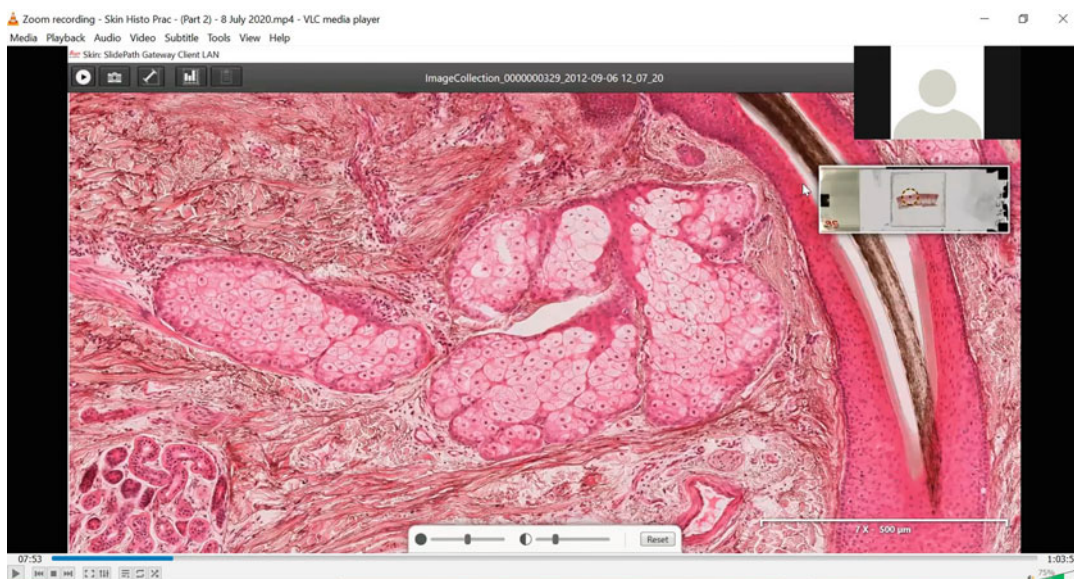 Zoom recording - Skin Histo Prac - (Part 2) - 8 July 2020.mp4 - VLC media player
Media Playback Audio Video Subtitle Tools View Help
Skin: SlidePath Gateway Client LAN
ImageCollection_0000000329_2012-09-06 12_07_20
7 X - 500 µm
Reset
07:53
1:03:5
75%